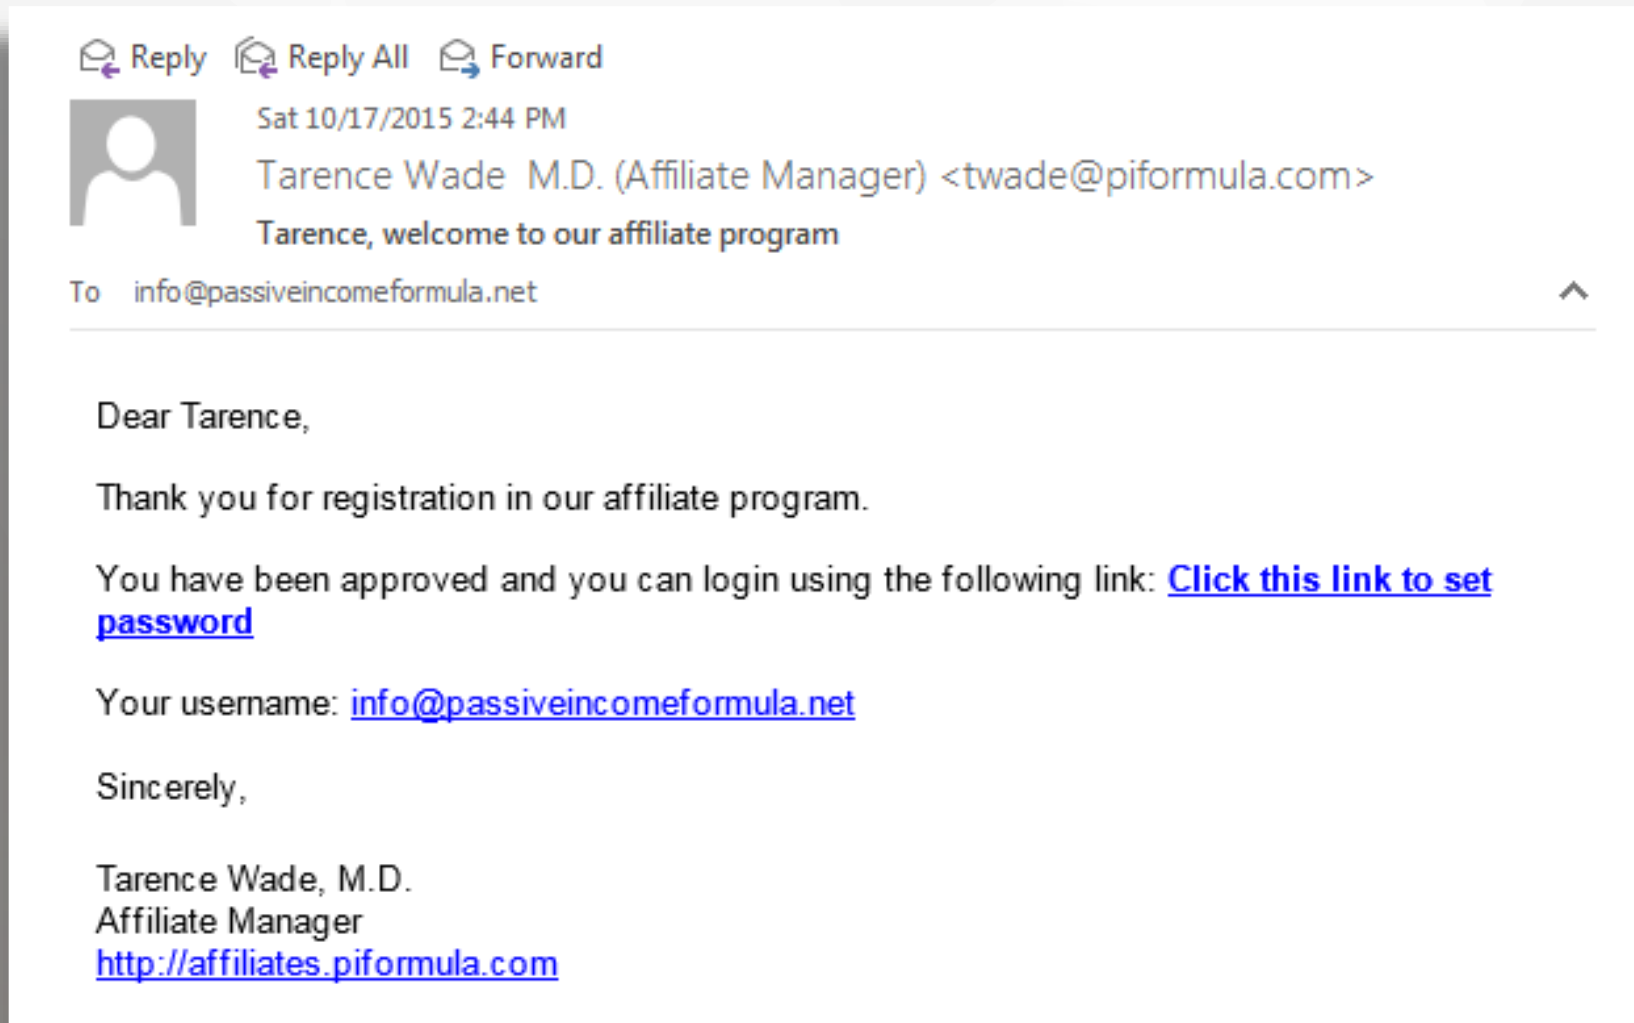 Reply Reply All Forward
Sat 10/17/2015 2:44 PM
Tarence Wade  M.D. (Affiliate Manager) <twade@piformula.com>
Tarence, welcome to our affiliate program
To info@passiveincomeformula.net
Dear Tarence,
Thank you for registration in our affiliate program.
You have been approved and you can login using the following link: Click this link to set
password
Your username: info@passiveincomeformula.net
Sincerely,
Tarence Wade, M.D.
Affiliate Manager
http://affiliates.piformula.com